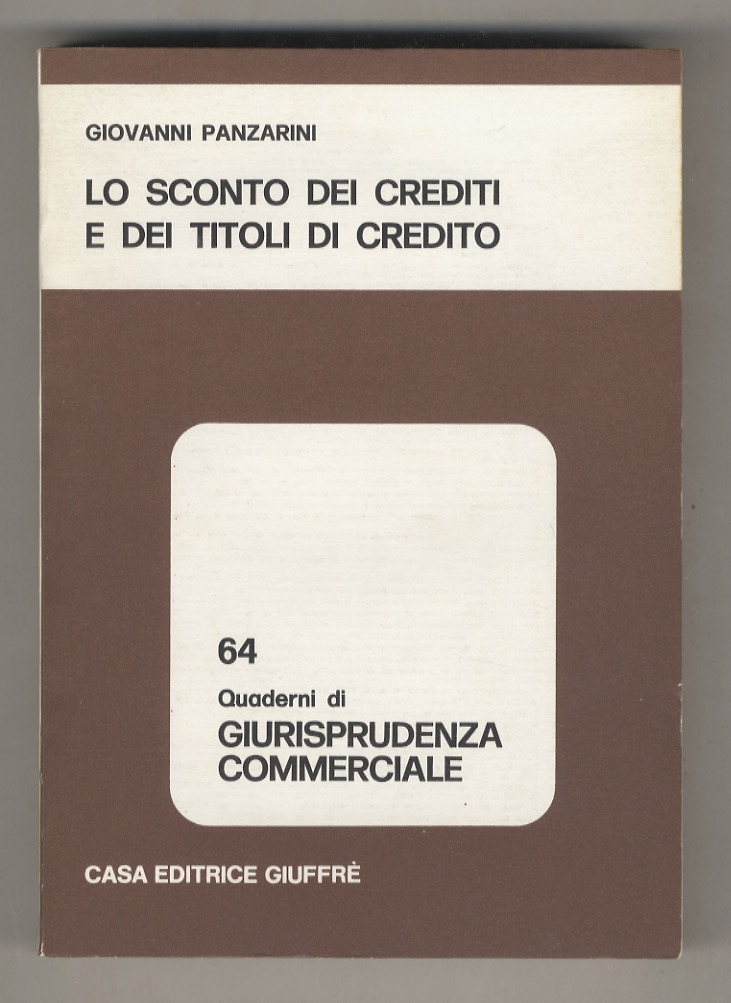 GIOVANNI PANZARINI
LO SCONTO DEI CREDITI
E DEI TITOLI DI CREDITO
64
Quaderni di
GIURISPRUDENZA
COMMERCIALE
CASA EDITRICE GIUFFRÈ